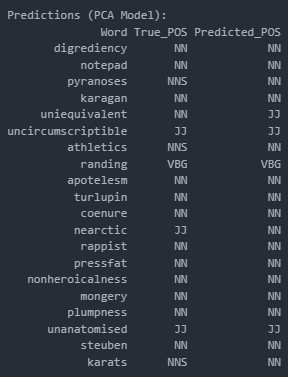 Predictions (PCA Model):
Word True_POS Predicted_POS
digrediency NN NN
notepad NN NN
pyranoses NNS NN
karagan NN NN
uniequivalent NN JJ
uncircumscriptible JJ JJ
athletics NNS NN
randing VBG VBG
apotelesm NN NN
turlupin NN NN
coenure NN NN
nearctic JJ NN
rappist NN NN
pressfat NN NN
nonheroicalness NN NN
mongery NN NN
plumpness NN NN
unanatomised JJ JJ
steuben NN NN
karats NNS NN